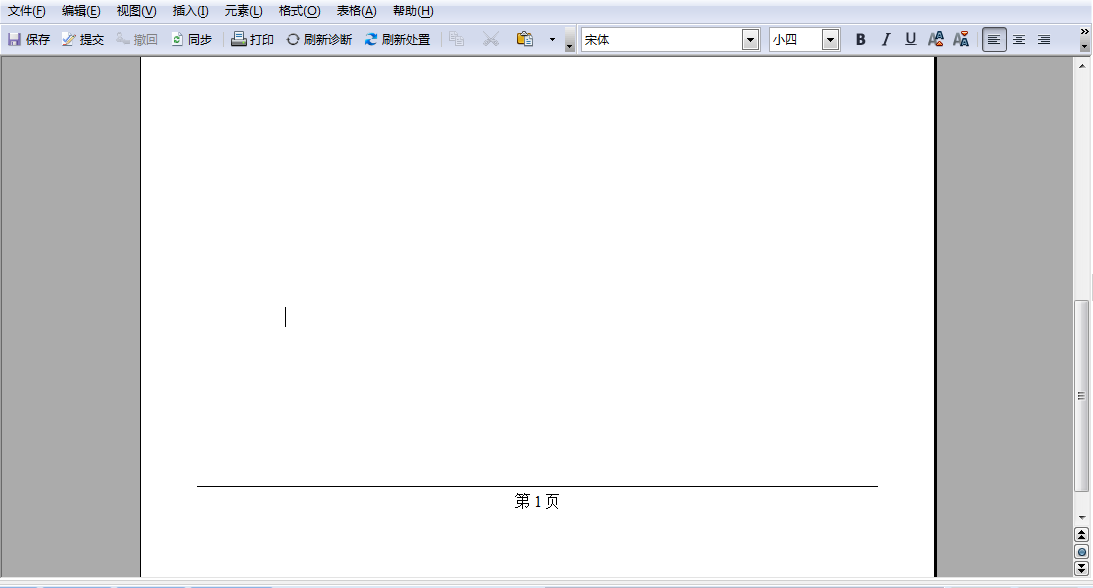 文件(F) 编辑(E) 视图(V) 插入(I) 元素(L) 格式(O) 表格(A) 帮助(H)
保存 提交 撤回 同步 打印 刷新诊断 刷新处置 宋体 小四 B I U A A
第 1 页